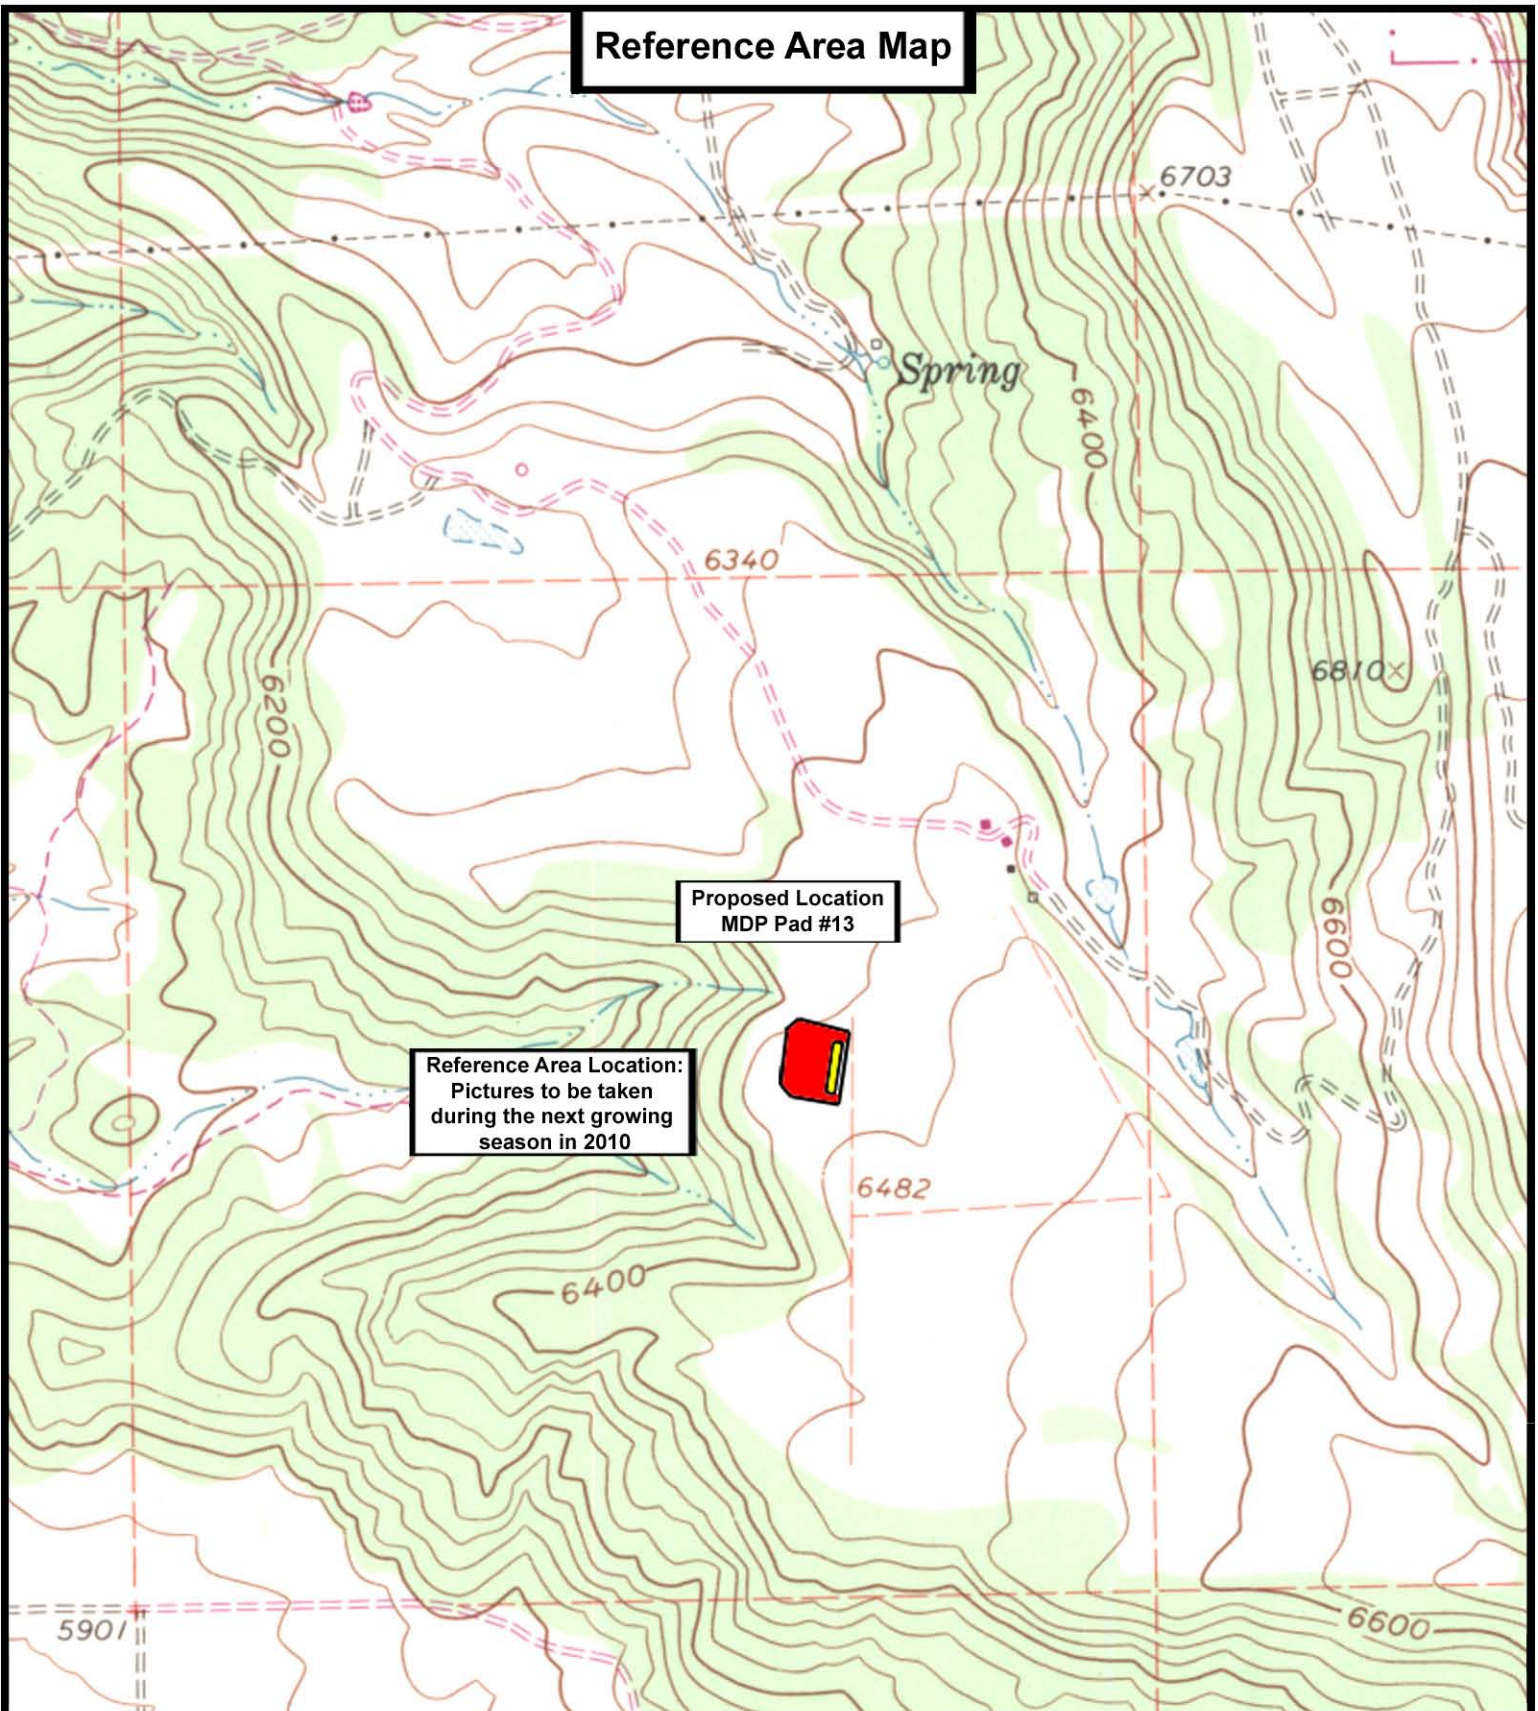 Reference Area Map
6703
Spring
6400
6340
6810
6200
Proposed Location
MDP Pad #13
6600
Reference Area Location:
Pictures to be taken
during the next growing
season in 2010
6482
6400
6600
5901